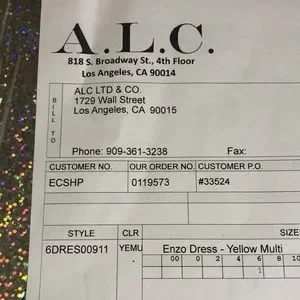 A.L.C.
818 S. Broadway St., 4th Floor
Los Angeles, CA 90014
BILL TO
ALC LTD & CO.
1729 Wall Street
Los Angeles, CA 90015
Phone: 909-361-3238 Fax:
CUSTOMER NO. OUR ORDER NO. CUSTOMER P.O.
ECSHP 0119573 #33524
STYLE CLR SIZE
6DRES00911 YEMU Enzo Dress - Yellow Multi
00 0 2 4 6 8 10
1